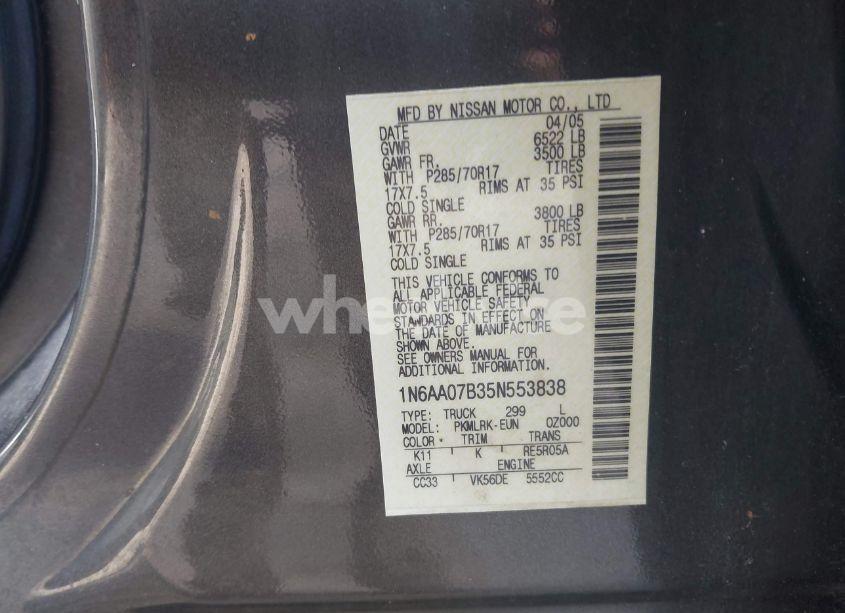 MFD BY NISSAN MOTOR CO., LTD
DATE 04/05
GVWR 6522 LB
GAWR FR. 3500 LB
WITH P285/70R17 TIRES
17X7.5 RIMS AT 35 PSI
COLD SINGLE
GAWR RR. 3800 LB
WITH P285/70R17 TIRES
17X7.5 RIMS AT 35 PSI
COLD SINGLE
THIS VEHICLE CONFORMS TO
ALL APPLICABLE FEDERAL
MOTOR VEHICLE SAFETY
STANDARDS IN EFFECT ON
THE DATE OF MANUFACTURE
SHOWN ABOVE.
SEE OWNERS MANUAL FOR
ADDITIONAL INFORMATION.
1N6AA07B35N553838
TYPE: TRUCK 299 L
MODEL: PKMLRK-EUN 0Z000
COLOR TRIM TRANS
K11 K RE5R05A
AXLE ENGINE
CC33 VK56DE 5552CC